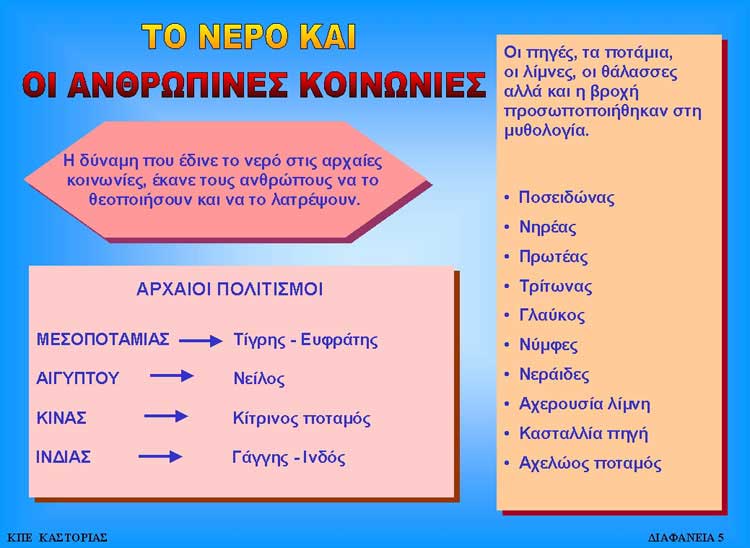 ΤΟ ΝΕΡΟ ΚΑΙ
ΟΙ ΑΝΘΡΩΠΙΝΕΣ ΚΟΙΝΩΝΙΕΣ
Η δύναμη που έδινε το νερό στις αρχαίες
κοινωνίες, έκανε τους ανθρώπους να το
θεοποιήσουν και να το λατρέψουν.
ΑΡΧΑΙΟΙ ΠΟΛΙΤΙΣΜΟΙ
ΜΕΣΟΠΟΤΑΜΙΑΣ Τίγρης - Ευφράτης
ΑΙΓΥΠΤΟΥ Νείλος
ΚΙΝΑΣ Κίτρινος ποταμός
ΙΝΔΙΑΣ Γάγγης - Ινδός
Οι πηγές, τα ποτάμια,
οι λίμνες, οι θάλασσες
αλλά και η βροχή
προσωποποιήθηκαν στη
μυθολογία.
• Ποσειδώνας
• Νηρέας
• Πρωτέας
• Τρίτωνας
• Γλαύκος
• Νύμφες
• Νεράιδες
• Αχερουσία λίμνη
• Κασταλλία πηγή
• Αχελώος ποταμός
ΚΠΕ ΚΑΣΤΟΡΙΑΣ
ΔΙΑΦΑΝΕΙΑ 5